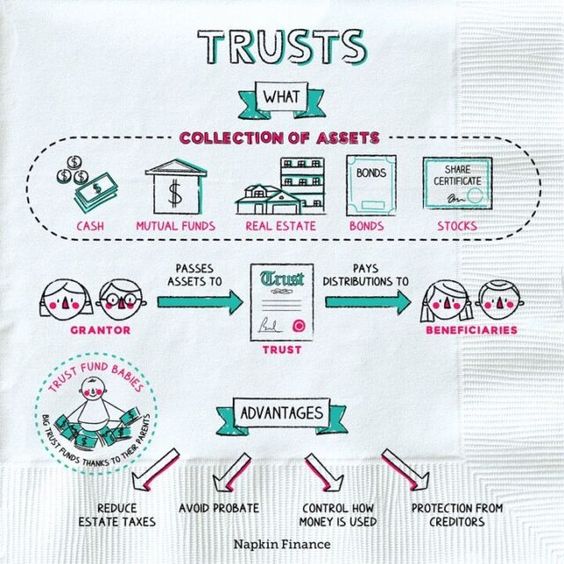 TRUSTS
WHAT
COLLECTION OF ASSETS
$
$
$
BONDS
SHARE
CERTIFICATE
CASH
MUTUAL FUNDS
REAL ESTATE
BONDS
STOCKS
PASSES
ASSETS TO
Trust
PAYS
DISTRIBUTIONS TO
GRANTOR
TRUST
BENEFICIARIES
TRUST FUND BABIES
BIG TRUST FUNDS THANKS TO THEIR PARENTS
ADVANTAGES
REDUCE
ESTATE TAXES
AVOID PROBATE
CONTROL HOW
MONEY IS USED
PROTECTION FROM
CREDITORS
Napkin Finance